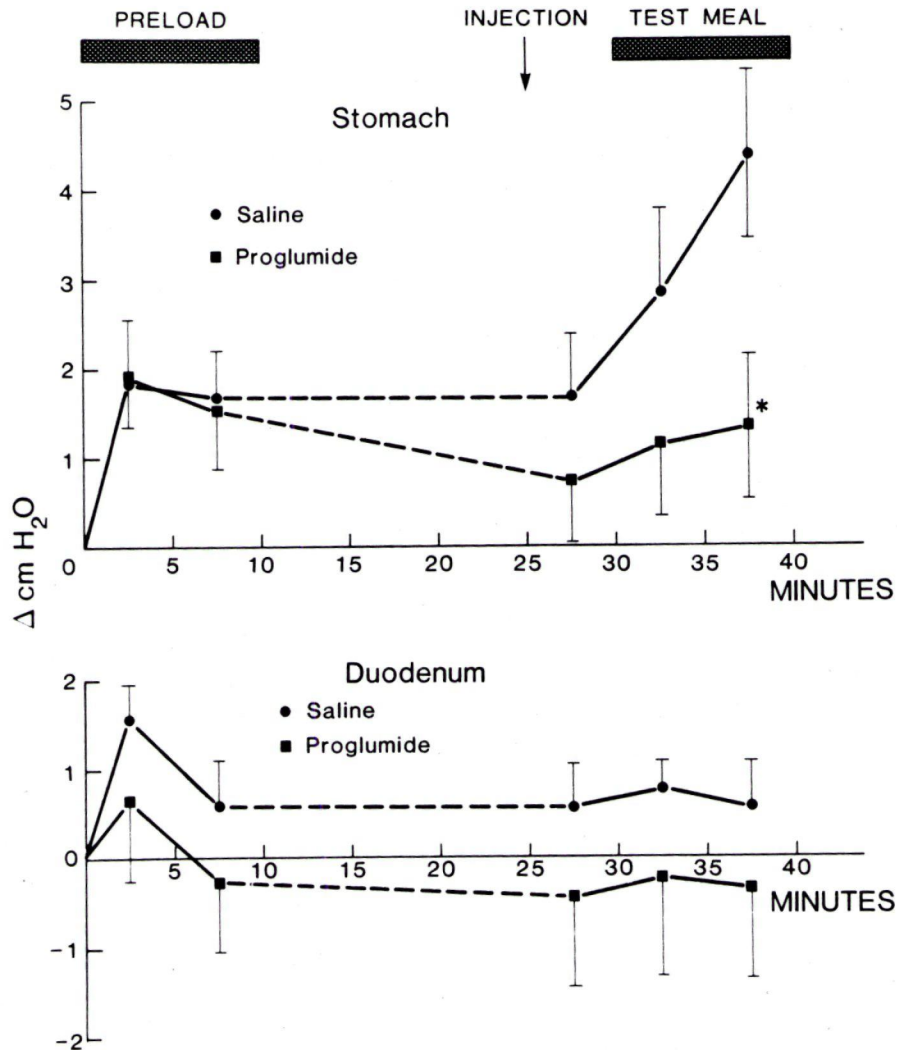 PRELOAD INJECTION TEST MEAL
Stomach
● Saline
■ Proglumide
5
4
3
2
1
*
0 5 10 15 20 25 30 35 40
MINUTES
Δ cm H₂O
Duodenum
● Saline
■ Proglumide
2
1
0
5 10 15 20 25 30 35 40
MINUTES
-1
-2